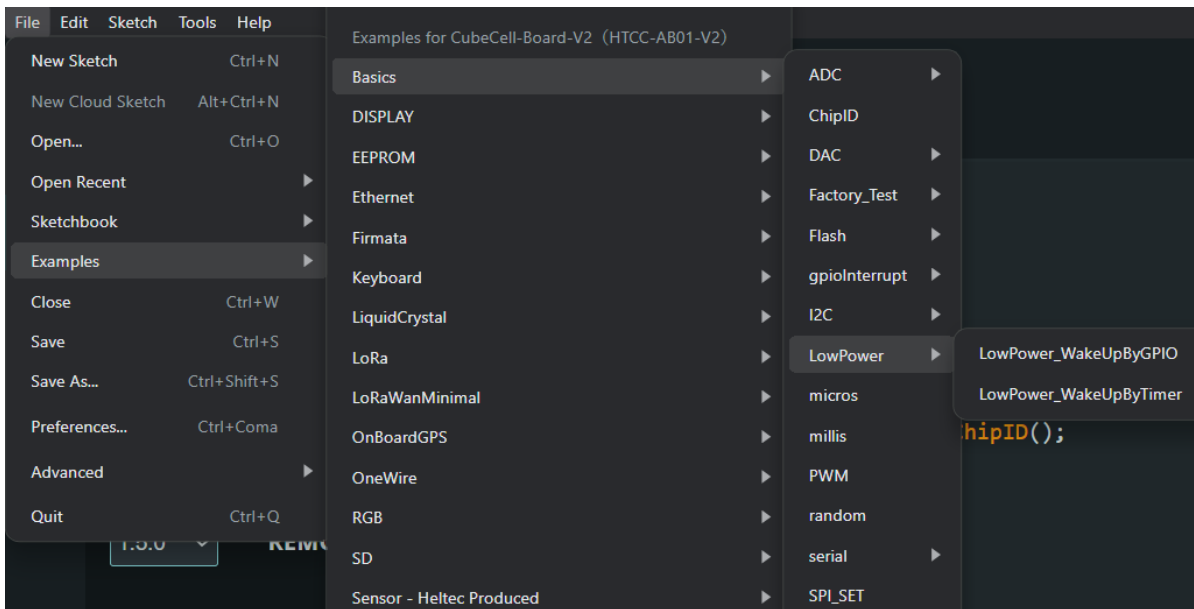 File Edit Sketch Tools Help
New Sketch Ctrl+N
New Cloud Sketch Alt+Ctrl+N
Open... Ctrl+O
Open Recent
Sketchbook
Examples
Close Ctrl+W
Save Ctrl+S
Save As... Ctrl+Shift+S
Preferences... Ctrl+Coma
Advanced
Quit Ctrl+Q
1.5.0
Examples for CubeCell-Board-V2（HTCC-AB01-V2）
Basics
DISPLAY
EEPROM
Ethernet
Firmata
Keyboard
LiquidCrystal
LoRa
LoRaWanMinimal
OnBoardGPS
OneWire
RGB
SD
Sensor - Heltec Produced
ADC
ChipID
DAC
Factory_Test
Flash
gpioInterrupt
I2C
LowPower
micros
millis
PWM
random
serial
SPI_SET
LowPower_WakeUpByGPIO
LowPower_WakeUpByTimer
hipID();